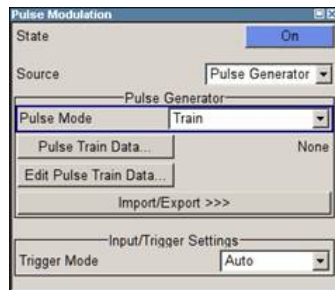 Pulse Modulation
State On
Source Pulse Generator
Pulse Generator
Pulse Mode Train
Pulse Train Data... None
Edit Pulse Train Data...
Import/Export >>>
Input/Trigger Settings
Trigger Mode Auto